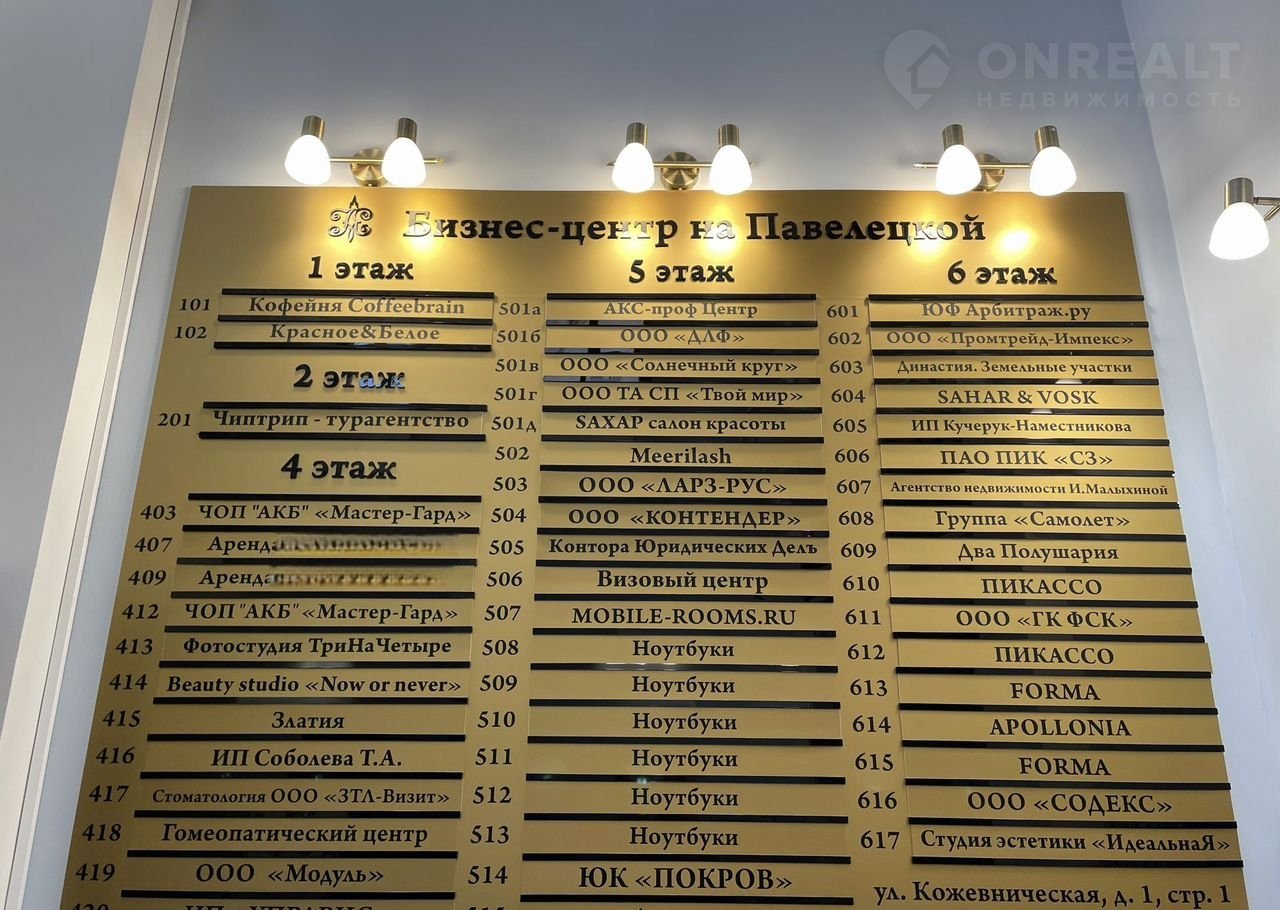 ONREALT
НЕДВИЖИМОСТЬ
Бизнес-центр на Павелецкой
1 этаж
101 Кофейня Coffeebrain
102 Красное&Белое
2 этаж
201 Чиптрип - турагентство
4 этаж
403 ЧОП "АКБ" «Мастер-Гард»
407 Аренда
409 Аренда
412 ЧОП "АКБ" «Мастер-Гард»
413 Фотостудия ТриНаЧетыре
414 Beauty studio «Now or never»
415 Златия
416 ИП Соболева Т.А.
417 Стоматология ООО «ЗТЛ-Визит»
418 Гомеопатический центр
419 ООО «Модуль»
5 этаж
501а АКС-проф Центр
501б ООО «ДЛФ»
501в ООО «Солнечный круг»
501г ООО ТА СП «Твой мир»
501д SAХАР салон красоты
502 Meerilash
503 ООО «ЛАРЗ-РУС»
504 ООО «КОНТЕНДЕР»
505 Контора Юридических Делъ
506 Визовый центр
507 MOBILE-ROOMS.RU
508 Ноутбуки
509 Ноутбуки
510 Ноутбуки
511 Ноутбуки
512 Ноутбуки
513 Ноутбуки
514 ЮК «ПОКРОВ»
6 этаж
601 ЮФ Арбитраж.ру
602 ООО «Промтрейд-Импекс»
603 Династия. Земельные участки
604 SAHAR & VOSK
605 ИП Кучерук-Наместникова
606 ПАО ПИК «СЗ»
607 Агентство недвижимости И.Малыхиной
608 Группа «Самолет»
609 Два Полушария
610 ПИКАССО
611 ООО «ГК ФСК»
612 ПИКАССО
613 FORMA
614 APOLLONIA
615 FORMA
616 ООО «СОДЕКС»
617 Студия эстетики «ИдеальнаЯ»
ул. Кожевническая, д. 1, стр. 1